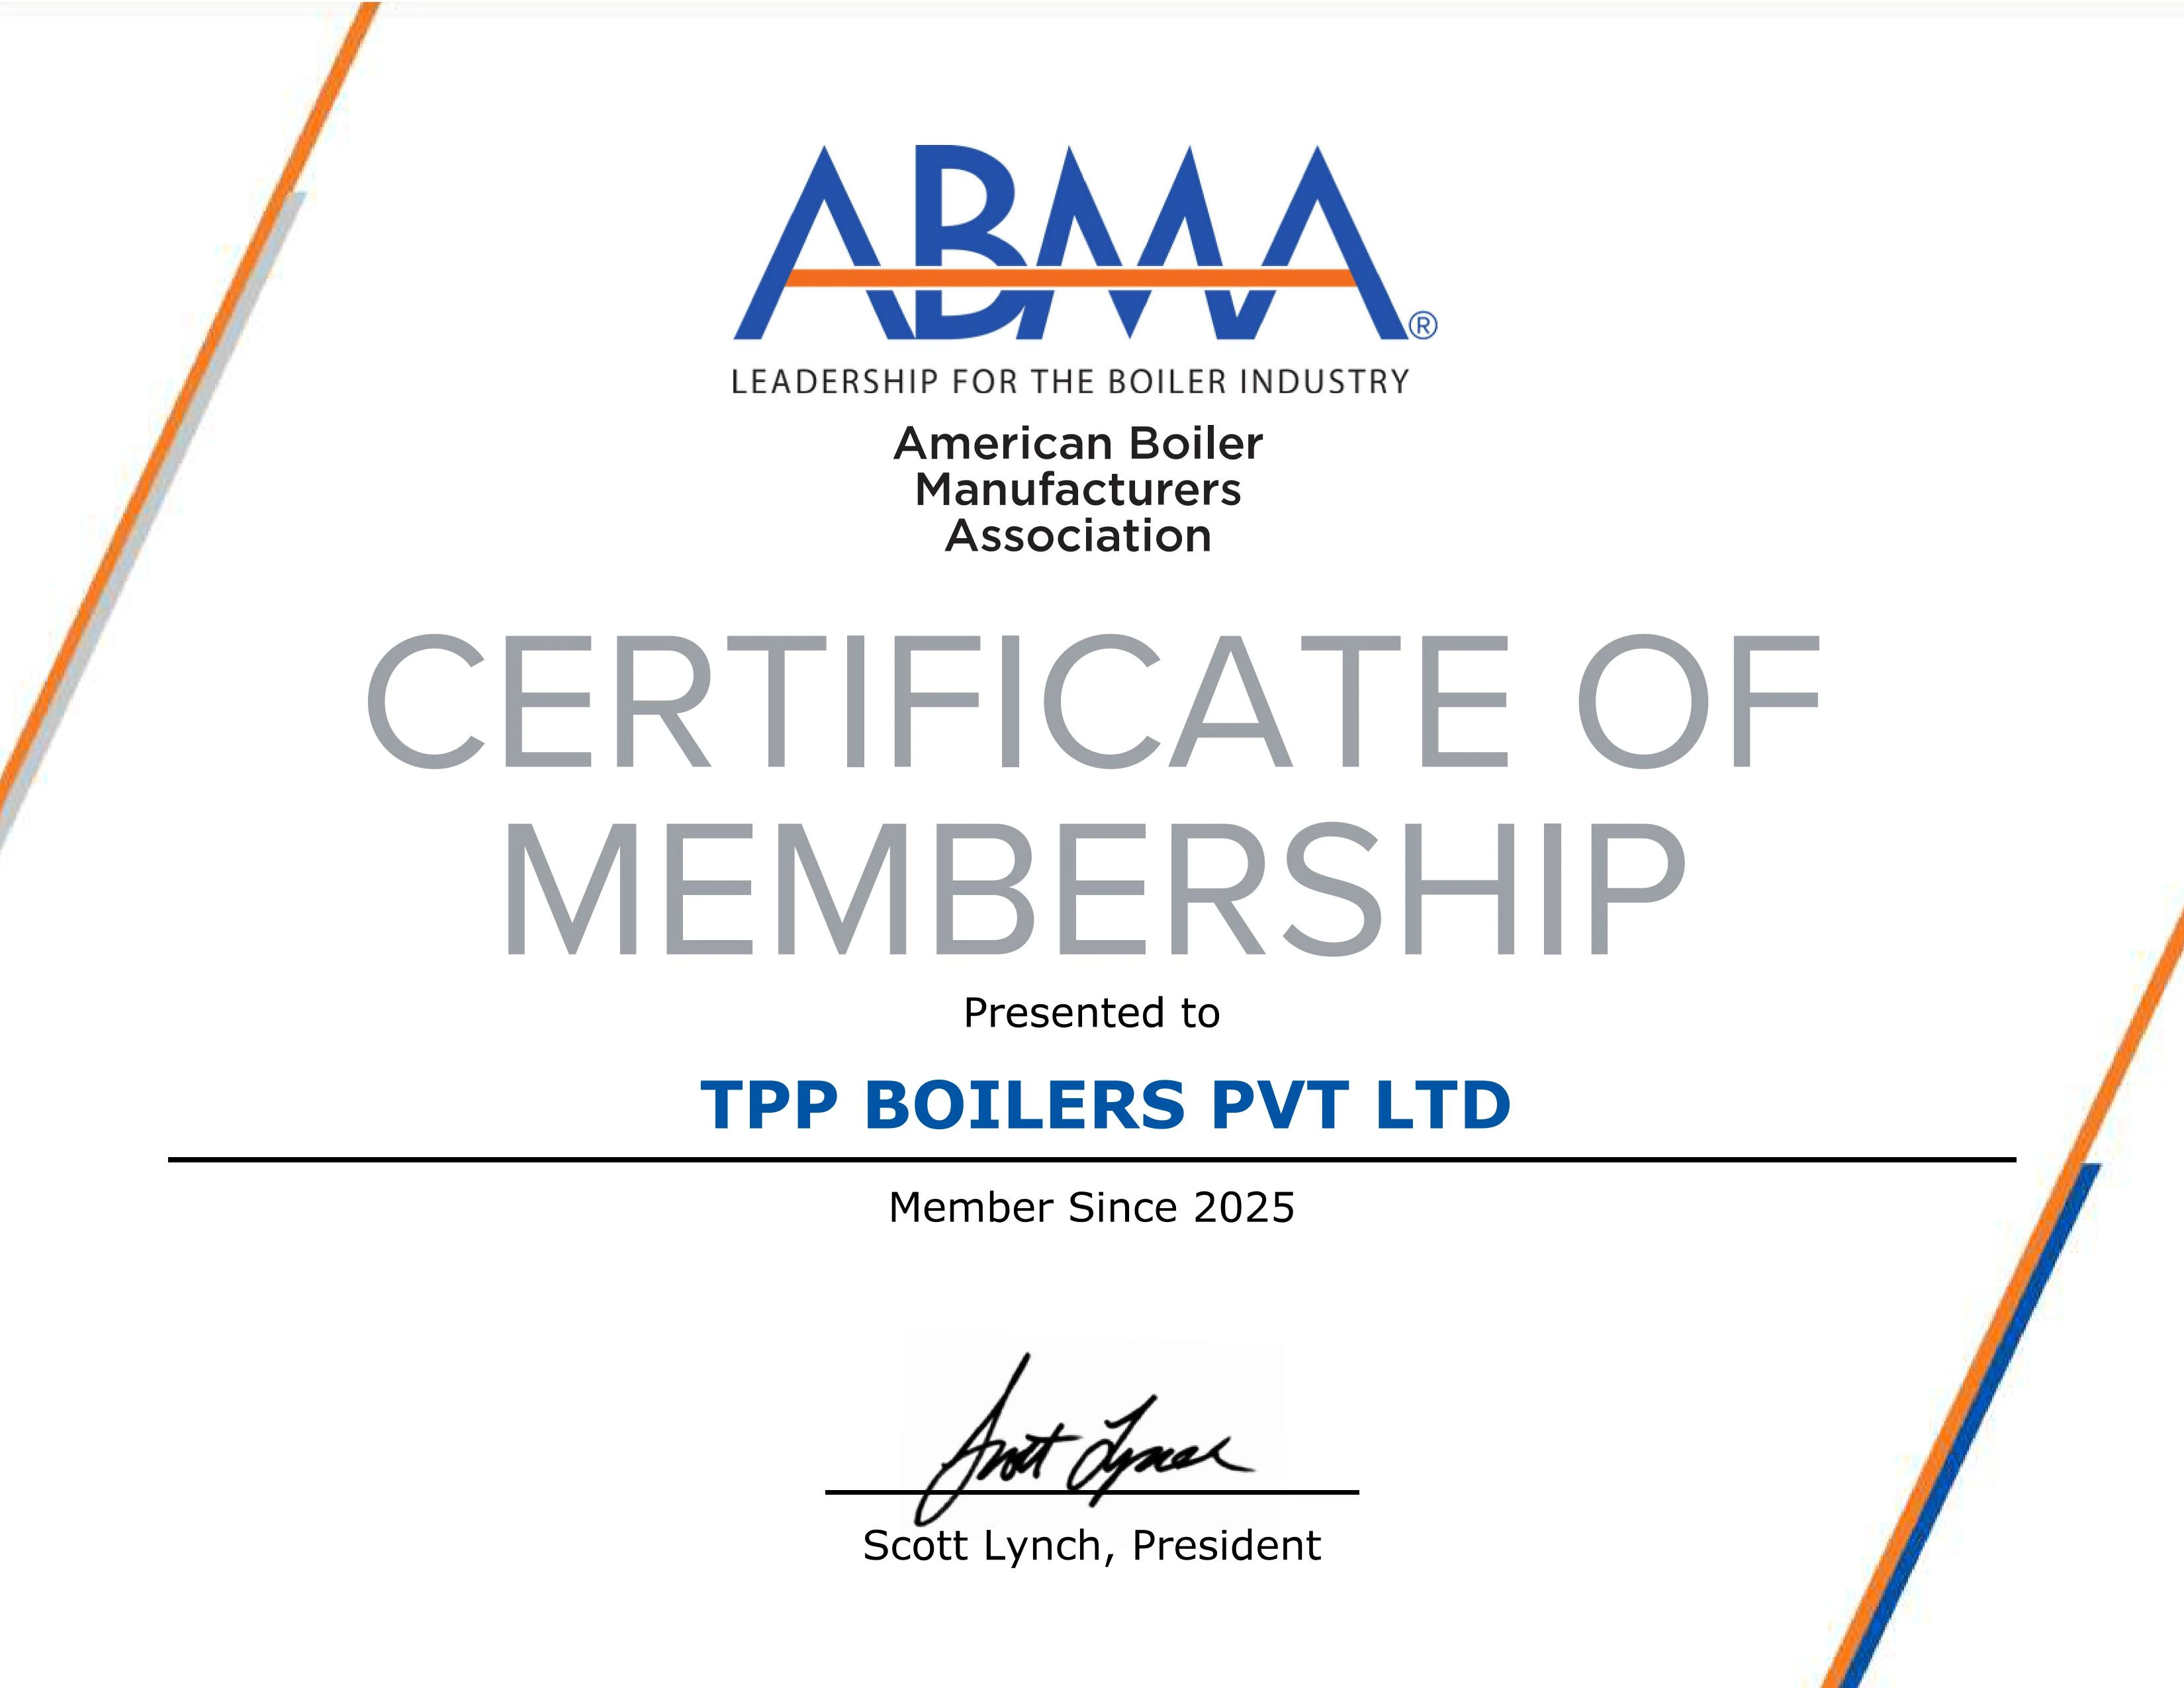 ABMA®
LEADERSHIP FOR THE BOILER INDUSTRY
American Boiler
Manufacturers
Association
CERTIFICATE OF
MEMBERSHIP
Presented to
TPP BOILERS PVT LTD
Member Since 2025
Scott Lynch
Scott Lynch, President